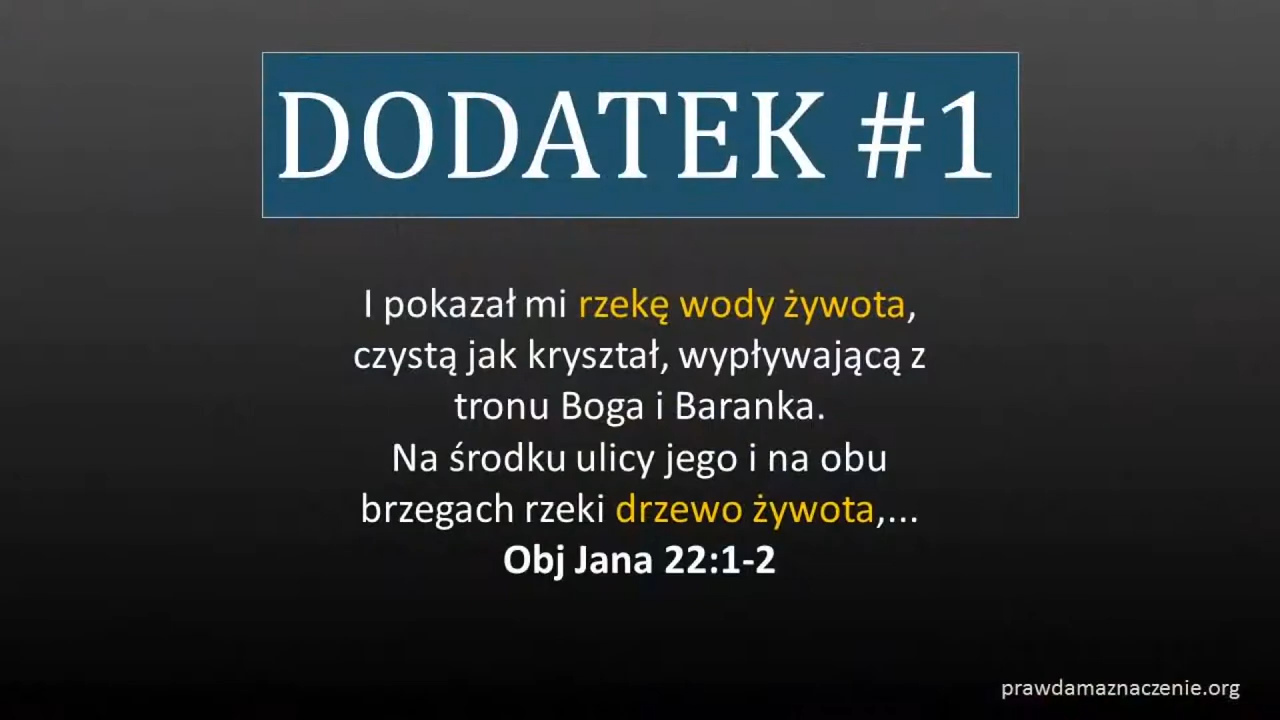 DODATEK #1
I pokazał mi rzekę wody żywota,
czystą jak kryształ, wypływającą z
tronu Boga i Baranka.
Na środku ulicy jego i na obu
brzegach rzeki drzewo żywota,...
Obj Jana 22:1-2
prawdamaznaczenie.org